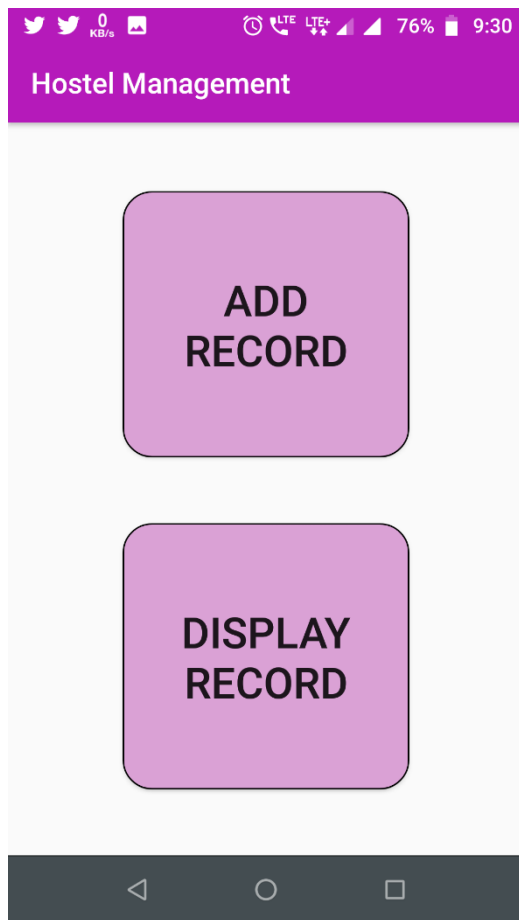 0
KB/s
LTE
LTE+
76%
9:30
Hostel Management
ADD
RECORD
DISPLAY
RECORD